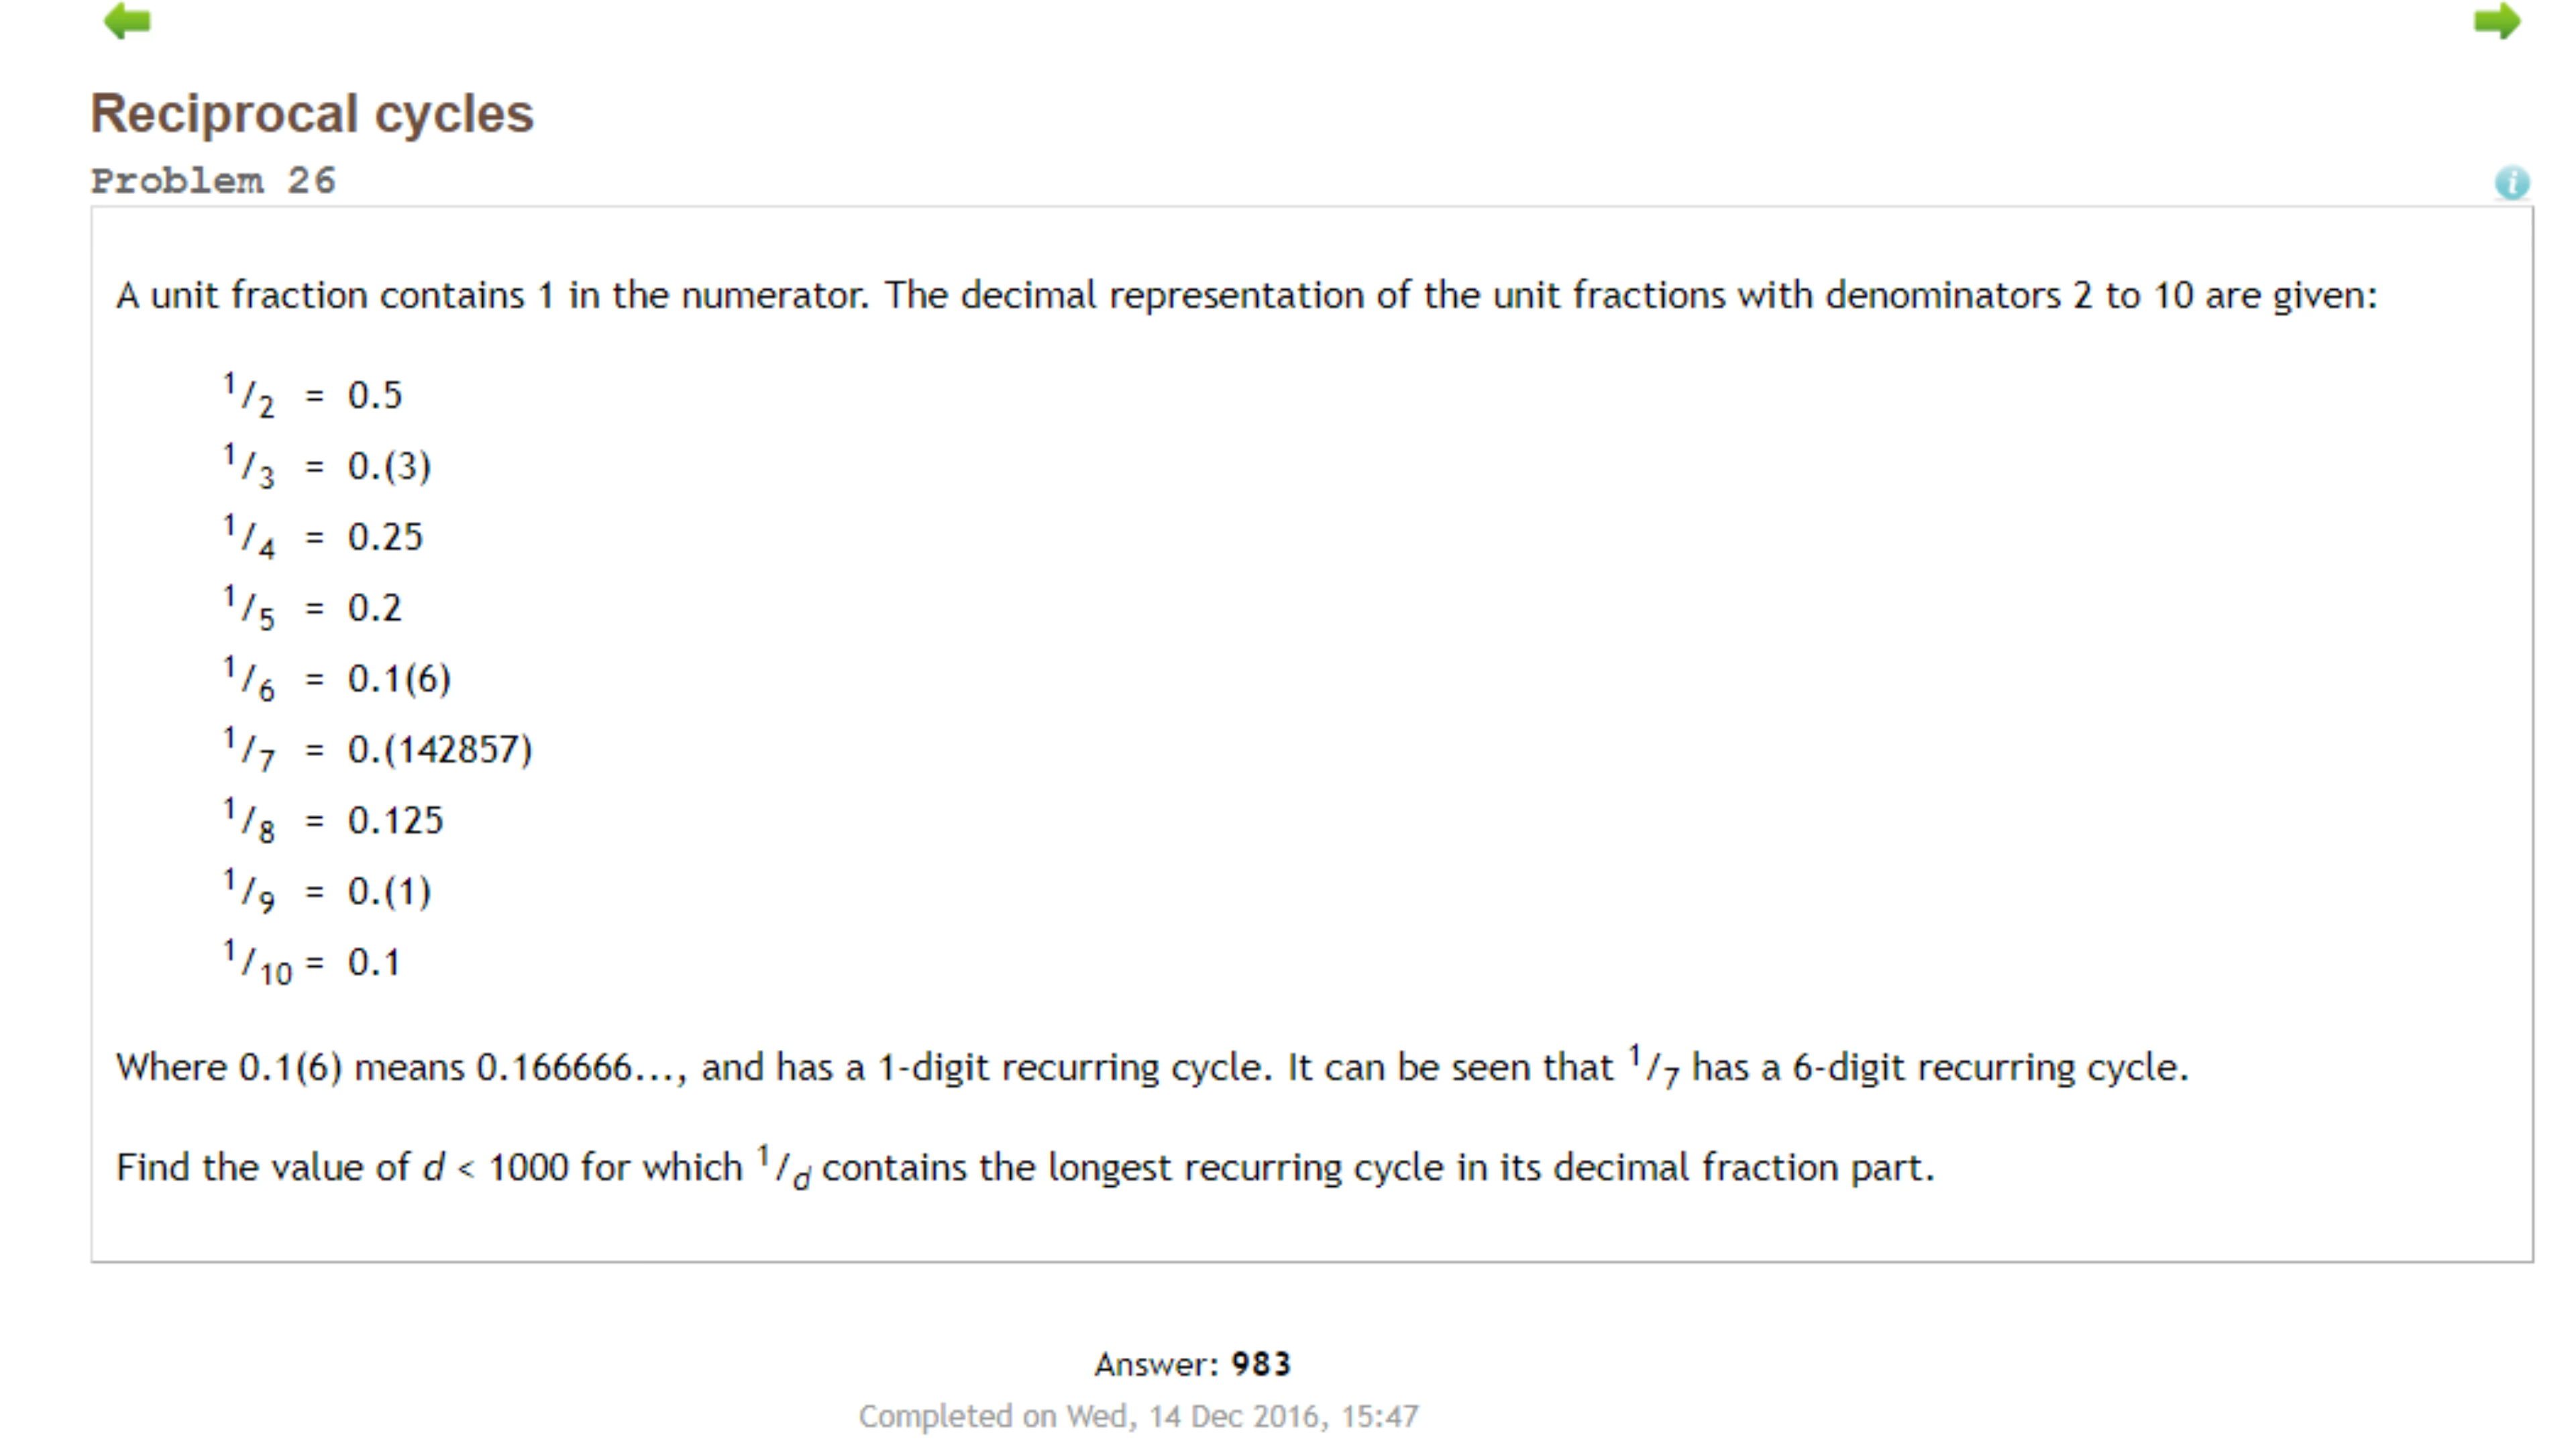 Reciprocal cycles
Problem 26
i
A unit fraction contains 1 in the numerator. The decimal representation of the unit fractions with denominators 2 to 10 are given:
1/2 = 0.5
1/3 = 0.(3)
1/4 = 0.25
1/5 = 0.2
1/6 = 0.1(6)
1/7 = 0.(142857)
1/8 = 0.125
1/9 = 0.(1)
1/10 = 0.1
Where 0.1(6) means 0.166666..., and has a 1-digit recurring cycle. It can be seen that 1/7 has a 6-digit recurring cycle.
Find the value of d < 1000 for which 1/d contains the longest recurring cycle in its decimal fraction part.
Answer: 983
Completed on Wed, 14 Dec 2016, 15:47